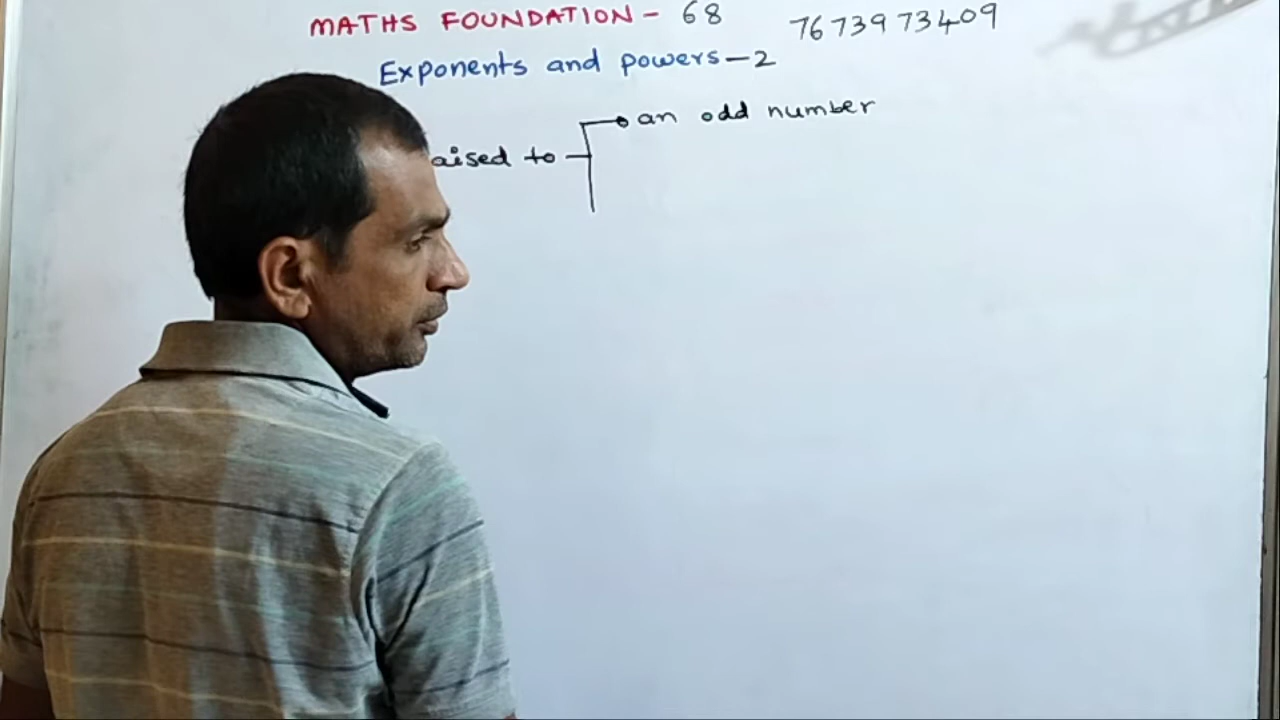 MATHS FOUNDATION - 68 7673973409
Exponents and powers - 2
an odd number
aised to